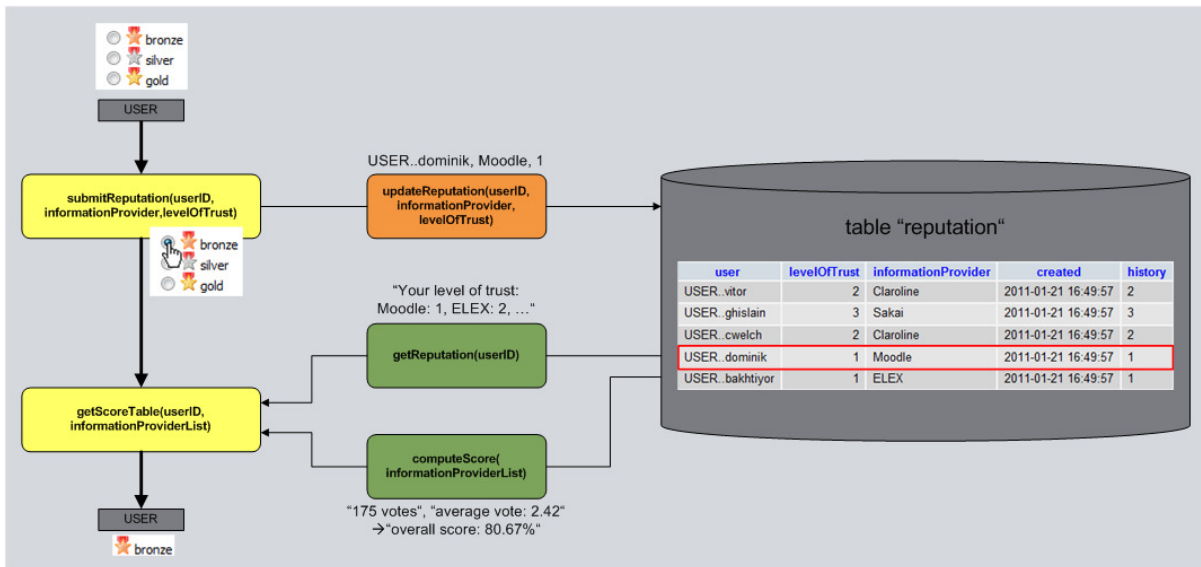 bronze
silver
gold
USER
USER..dominik, Moodle, 1
submitReputation(userID,
informationProvider,levelOfTrust)
updateReputation(userID,
informationProvider,
levelOfTrust)
bronze
silver
gold
table “reputation“
user levelOfTrust informationProvider created history
USER..vitor 2 Claroline 2011-01-21 16:49:57 2
USER..ghislain 3 Sakai 2011-01-21 16:49:57 3
USER..cwelch 2 Claroline 2011-01-21 16:49:57 2
USER..dominik 1 Moodle 2011-01-21 16:49:57 1
USER..bakhtiyor 1 ELEX 2011-01-21 16:49:57 1
“Your level of trust:
Moodle: 1, ELEX: 2, …“
getReputation(userID)
getScoreTable(userID,
informationProviderList)
computeScore(
informationProviderList)
“175 votes“, “average vote: 2.42“
→“overall score: 80.67%“
USER
bronze